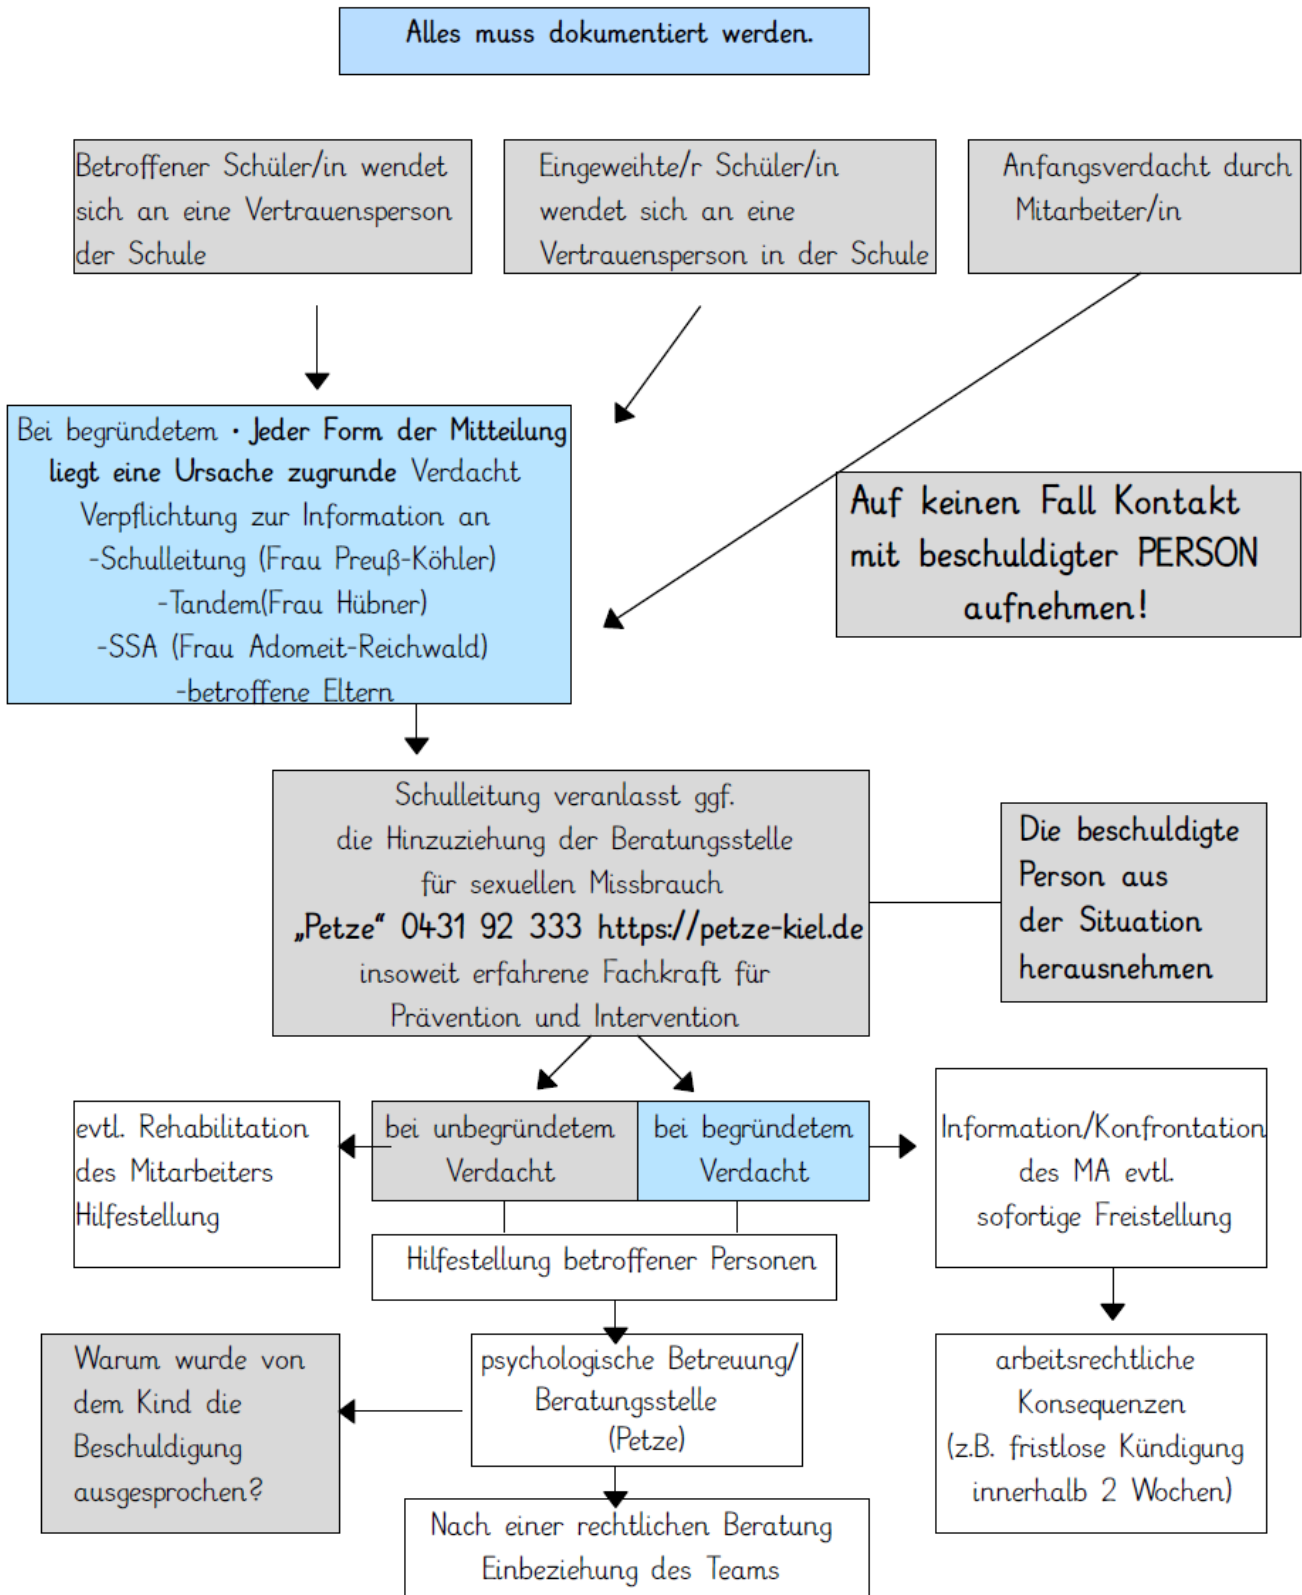 Alles muss dokumentiert werden.
Betroffener Schüler/in wendet
sich an eine Vertrauensperson
der Schule
Eingeweihte/r Schüler/in
wendet sich an eine
Vertrauensperson in der Schule
Anfangsverdacht durch
Mitarbeiter/in
Bei begründetem • Jeder Form der Mitteilung
liegt eine Ursache zugrunde Verdacht
Verpflichtung zur Information an
-Schulleitung (Frau Preuß-Köhler)
-Tandem(Frau Hübner)
-SSA (Frau Adomeit-Reichwald)
-betroffene Eltern
Auf keinen Fall Kontakt
mit beschuldigter PERSON
aufnehmen!
Schulleitung veranlasst ggf.
die Hinzuziehung der Beratungsstelle
für sexuellen Missbrauch
„Petze“ 0431 92 333 https://petze-kiel.de
insoweit erfahrene Fachkraft für
Prävention und Intervention
Die beschuldigte
Person aus
der Situation
herausnehmen
evtl. Rehabilitation
des Mitarbeiters
Hilfestellung
bei unbegründetem
Verdacht
bei begründetem
Verdacht
Information/Konfrontation
des MA evtl.
sofortige Freistellung
Hilfestellung betroffener Personen
Warum wurde von
dem Kind die
Beschuldigung
ausgesprochen?
psychologische Betreuung/
Beratungsstelle
(Petze)
arbeitsrechtliche
Konsequenzen
(z.B. fristlose Kündigung
innerhalb 2 Wochen)
Nach einer rechtlichen Beratung
Einbeziehung des Teams